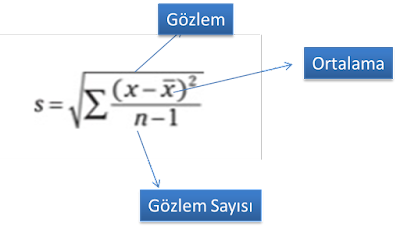 Gözlem
Ortalama
s = √∑ (x − x̄)² / n − 1
Gözlem Sayısı